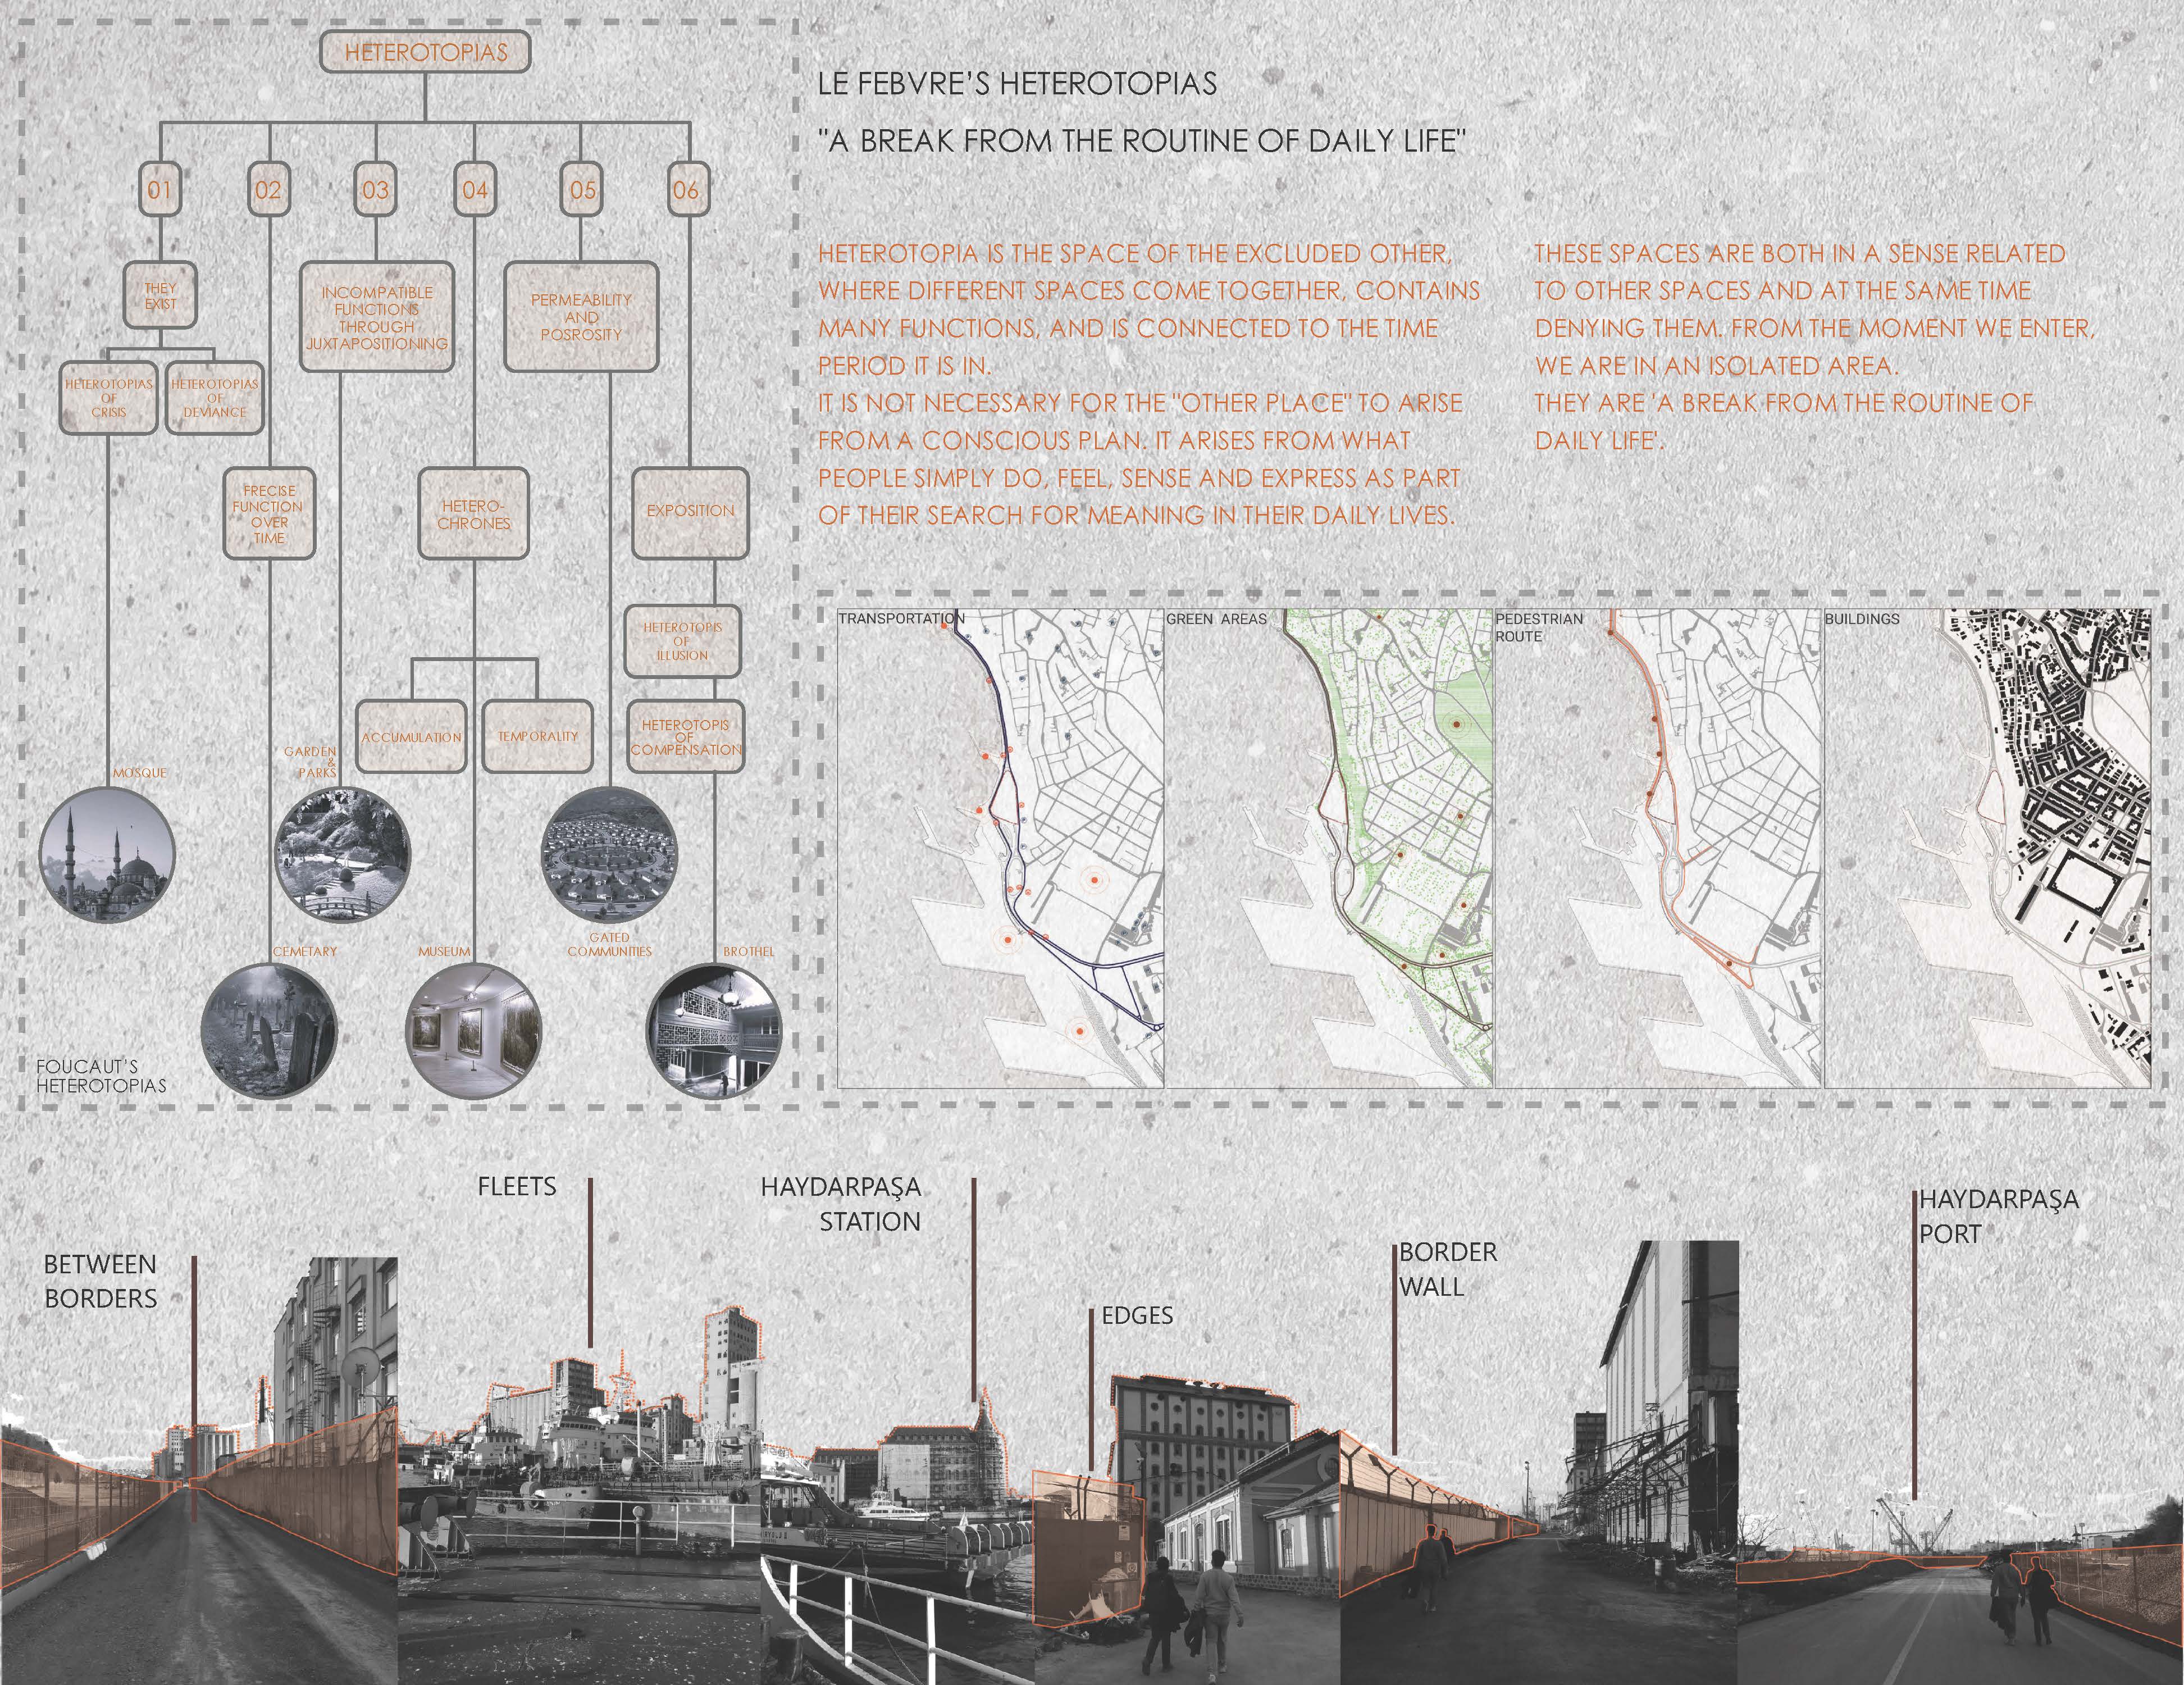 HETEROTOPIAS
01
02
03
04
05
06
THEY
EXIST
INCOMPATIBLE
FUNCTIONS
THROUGH
JUXTAPOSITIONING
PERMEABILITY
AND
POSROSITY
HETEROTOPIAS
OF
CRISIS
HETEROTOPIAS
OF
DEVIANCE
FRECISE
FUNCTION
OVER
TIME
HETERO-
CHRONES
EXPOSITION
HETEROTOPIS
OF
ILLUSION
ACCUMULATION
TEMPORALITY
HETEROTOPIS
OF
COMPENSATION
MOSQUE
GARDEN
&
PARKS
CEMETARY
MUSEUM
GATED
COMMUNITIES
BROTHEL
FOUCAUT'S
HETEROTOPIAS
LE FEBVRE'S HETEROTOPIAS
"A BREAK FROM THE ROUTINE OF DAILY LIFE"
HETEROTOPIA IS THE SPACE OF THE EXCLUDED OTHER,
WHERE DIFFERENT SPACES COME TOGETHER, CONTAINS
MANY FUNCTIONS, AND IS CONNECTED TO THE TIME
PERIOD IT IS IN.
IT IS NOT NECESSARY FOR THE "OTHER PLACE" TO ARISE
FROM A CONSCIOUS PLAN. IT ARISES FROM WHAT
PEOPLE SIMPLY DO, FEEL, SENSE AND EXPRESS AS PART
OF THEIR SEARCH FOR MEANING IN THEIR DAILY LIVES.
THESE SPACES ARE BOTH IN A SENSE RELATED
TO OTHER SPACES AND AT THE SAME TIME
DENYING THEM. FROM THE MOMENT WE ENTER,
WE ARE IN AN ISOLATED AREA.
THEY ARE 'A BREAK FROM THE ROUTINE OF
DAILY LIFE'.
TRANSPORTATION
GREEN AREAS
PEDESTRIAN
ROUTE
BUILDINGS
BETWEEN
BORDERS
FLEETS
HAYDARPAŞA
STATION
EDGES
BORDER
WALL
HAYDARPAŞA
PORT